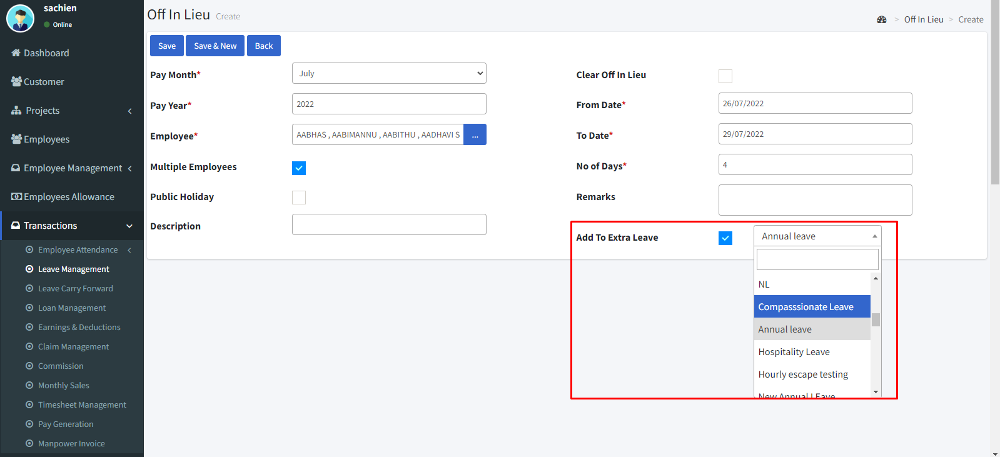 sachien
Online
Dashboard
Customer
Projects
Employees
Employee Management
Employees Allowance
Transactions
Employee Attendance
Leave Management
Leave Carry Forward
Loan Management
Earnings & Deductions
Claim Management
Commission
Monthly Sales
Timesheet Management
Pay Generation
Manpower Invoice
Off In Lieu Create
> Off In Lieu > Create
Save Save & New Back
Pay Month* July
Pay Year* 2022
Employee* AABHAS , AABIMANNU , AABITHU , AADHAVI S ...
Multiple Employees
Public Holiday
Description
Clear Off In Lieu
From Date* 26/07/2022
To Date* 29/07/2022
No of Days* 4
Remarks
Add To Extra Leave Annual leave
NL
Compasssionate Leave
Annual leave
Hospitality Leave
Hourly escape testing
New Annual LEave